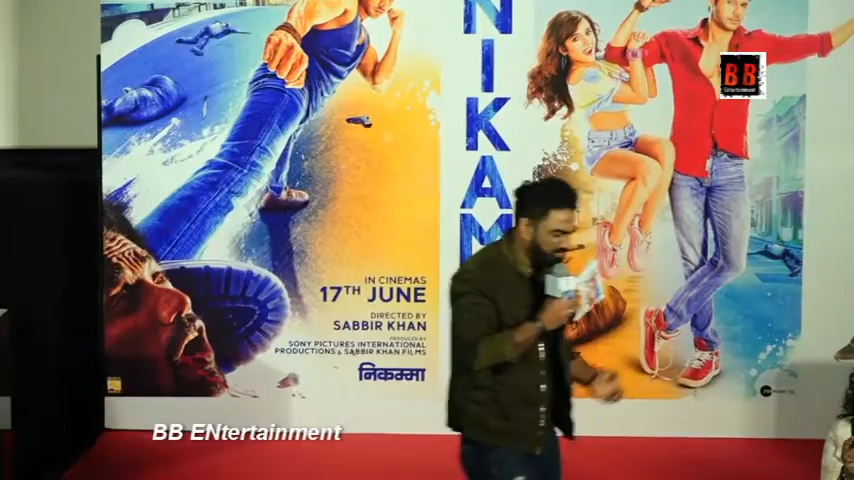 NIKAM
BB
Entertainment
IN CINEMAS
17TH JUNE
DIRECTED BY
SABBIR KHAN
PRODUCED BY
SONY PICTURES INTERNATIONAL
PRODUCTIONS & SABBIR KHAN FILMS
निकम्मा
BB ENtertainment